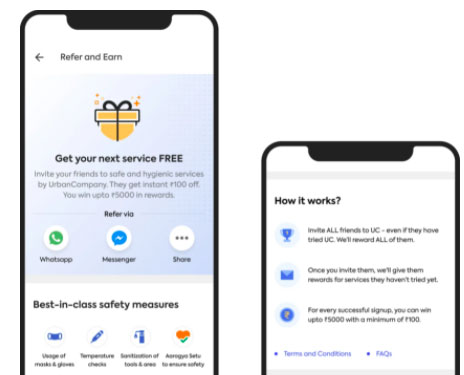 Refer and Earn
Get your next service FREE
Invite your friends to safe and hygienic services
by UrbanCompany. They get instant ₹100 off.
You win upto ₹5000 in rewards.
Refer via
Whatsapp
Messenger
Share
Best-in-class safety measures
Usage of
masks & gloves
Temperature
checks
Sanitization of
tools & area
Aarogya Setu
to ensure safety
How it works?
Invite ALL friends to UC - even if they have
tried UC. We'll reward ALL of them.
Once you invite them, we'll give them
rewards for services they haven't tried yet.
For every successful signup, you can win
upto ₹5000 with a minimum of ₹100.
Terms and Conditions
FAQs